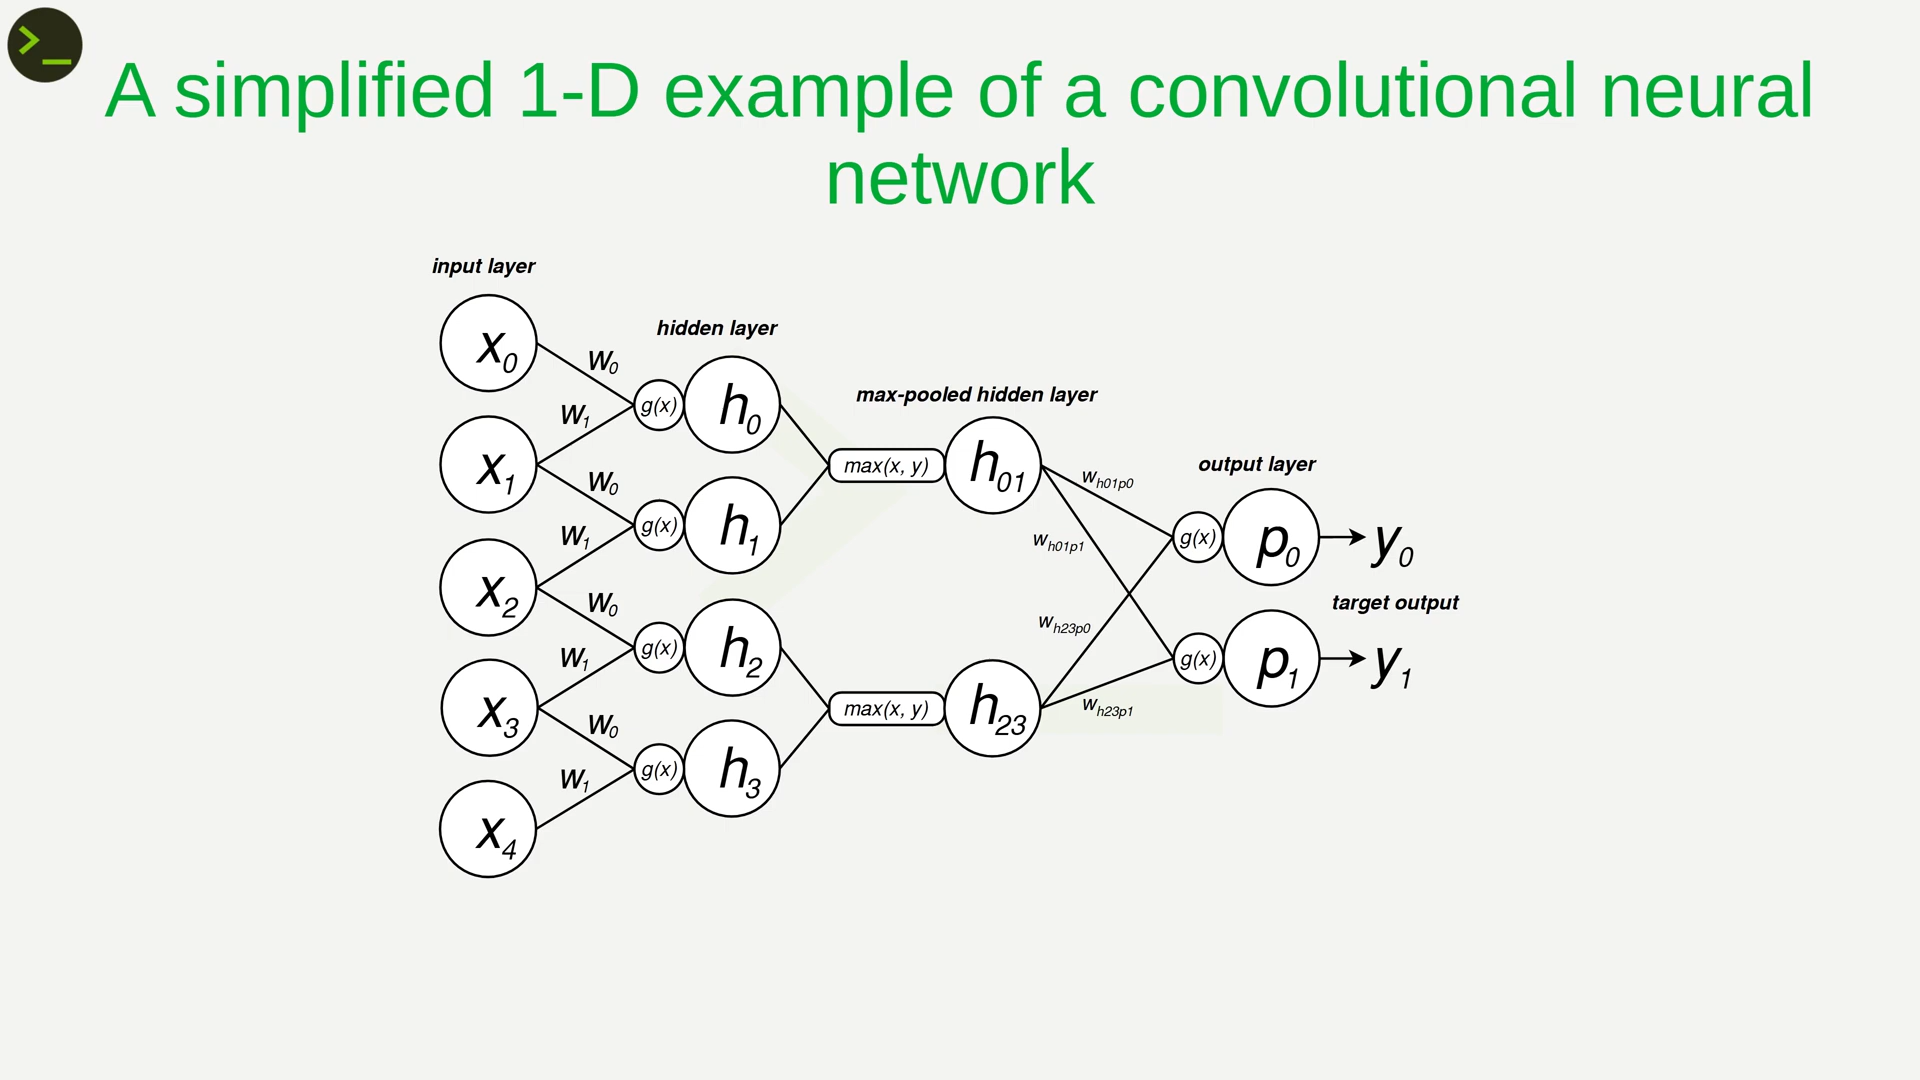 A simplified 1-D example of a convolutional neural
network
input layer
hidden layer
max-pooled hidden layer
output layer
target output
x0
x1
x2
x3
x4
w0
w1
w0
w1
w0
w1
w0
w1
g(x)
g(x)
g(x)
g(x)
h0
h1
h2
h3
max(x, y)
max(x, y)
h01
h23
wh01p0
wh01p1
wh23p0
wh23p1
g(x)
g(x)
p0
p1
y0
y1